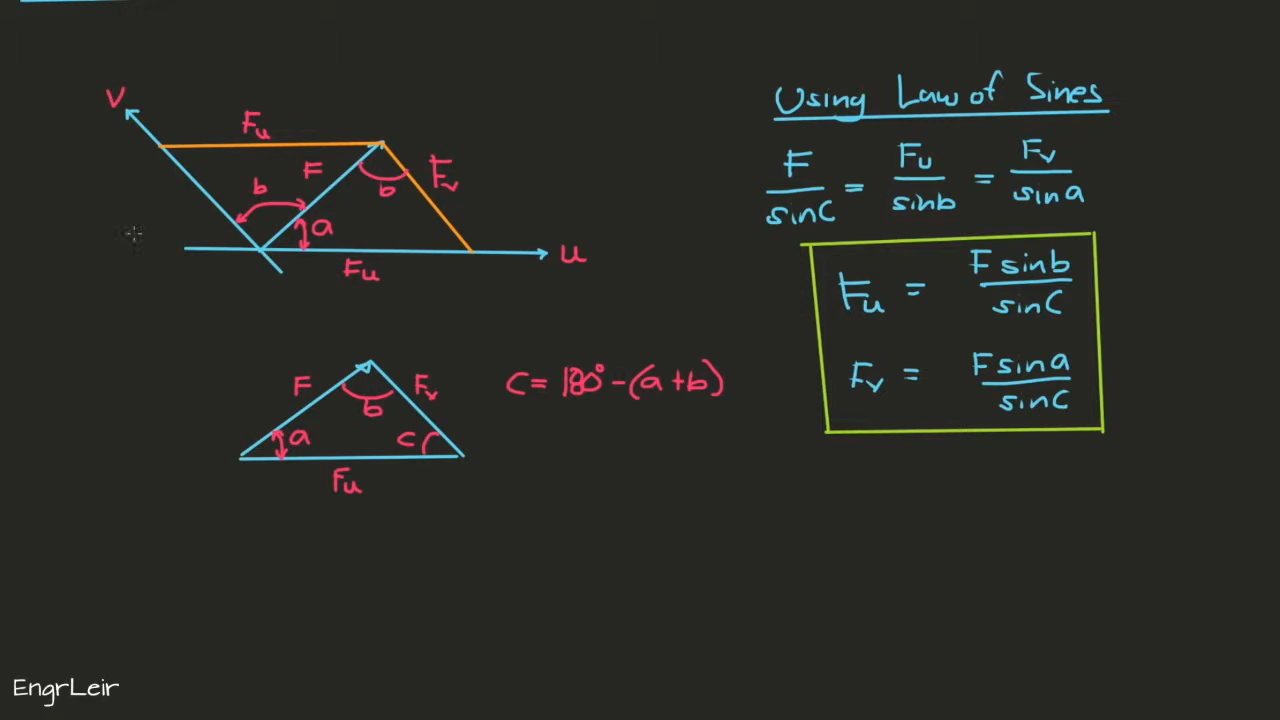 V
Fu
F
b
b
Fv
a
Fu
u
F
Fv
b
a
c
Fu
C = 180° - (a + b)
Using Law of Sines
F/sinC = Fu/sinb = Fv/sina
Fu = F sinb/sinC
Fv = F sina/sinC
EngrLeir